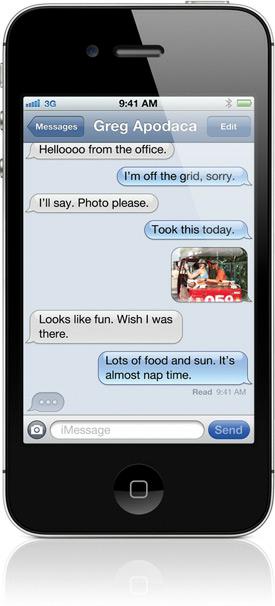 3G 9:41 AM
Messages Greg Apodaca Edit
Helloooo from the office.
I'm off the grid, sorry.
I'll say. Photo please.
Took this today.
059
Looks like fun. Wish I was
there.
Lots of food and sun. It's
almost nap time.
Read 9:41 AM
iMessage Send